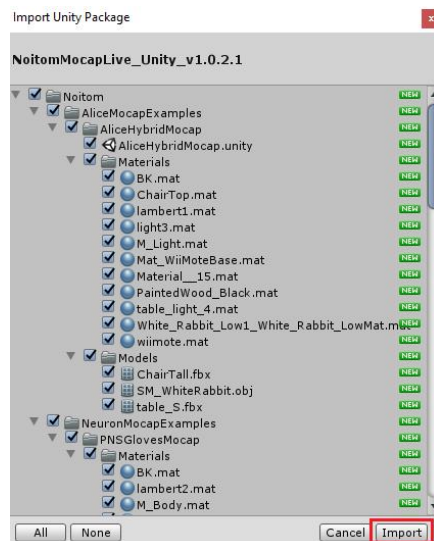 Import Unity Package
x
NoitomMocapLive_Unity_v1.0.2.1
Noitom NEW
AliceMocapExamples NEW
AliceHybridMocap NEW
AliceHybridMocap.unity NEW
Materials NEW
BK.mat NEW
ChairTop.mat NEW
lambert1.mat NEW
light3.mat NEW
M_Light.mat NEW
Mat_WiiMoteBase.mat NEW
Material__15.mat NEW
PaintedWood_Black.mat NEW
table_light_4.mat NEW
White_Rabbit_Low1_White_Rabbit_LowMat.mat NEW
wiimote.mat NEW
Models NEW
ChairTall.fbx NEW
SM_WhiteRabbit.obj NEW
table_S.fbx NEW
NeuronMocapExamples NEW
PNSGlovesMocap NEW
Materials NEW
BK.mat NEW
lambert2.mat NEW
M_Body.mat NEW
All None Cancel Import